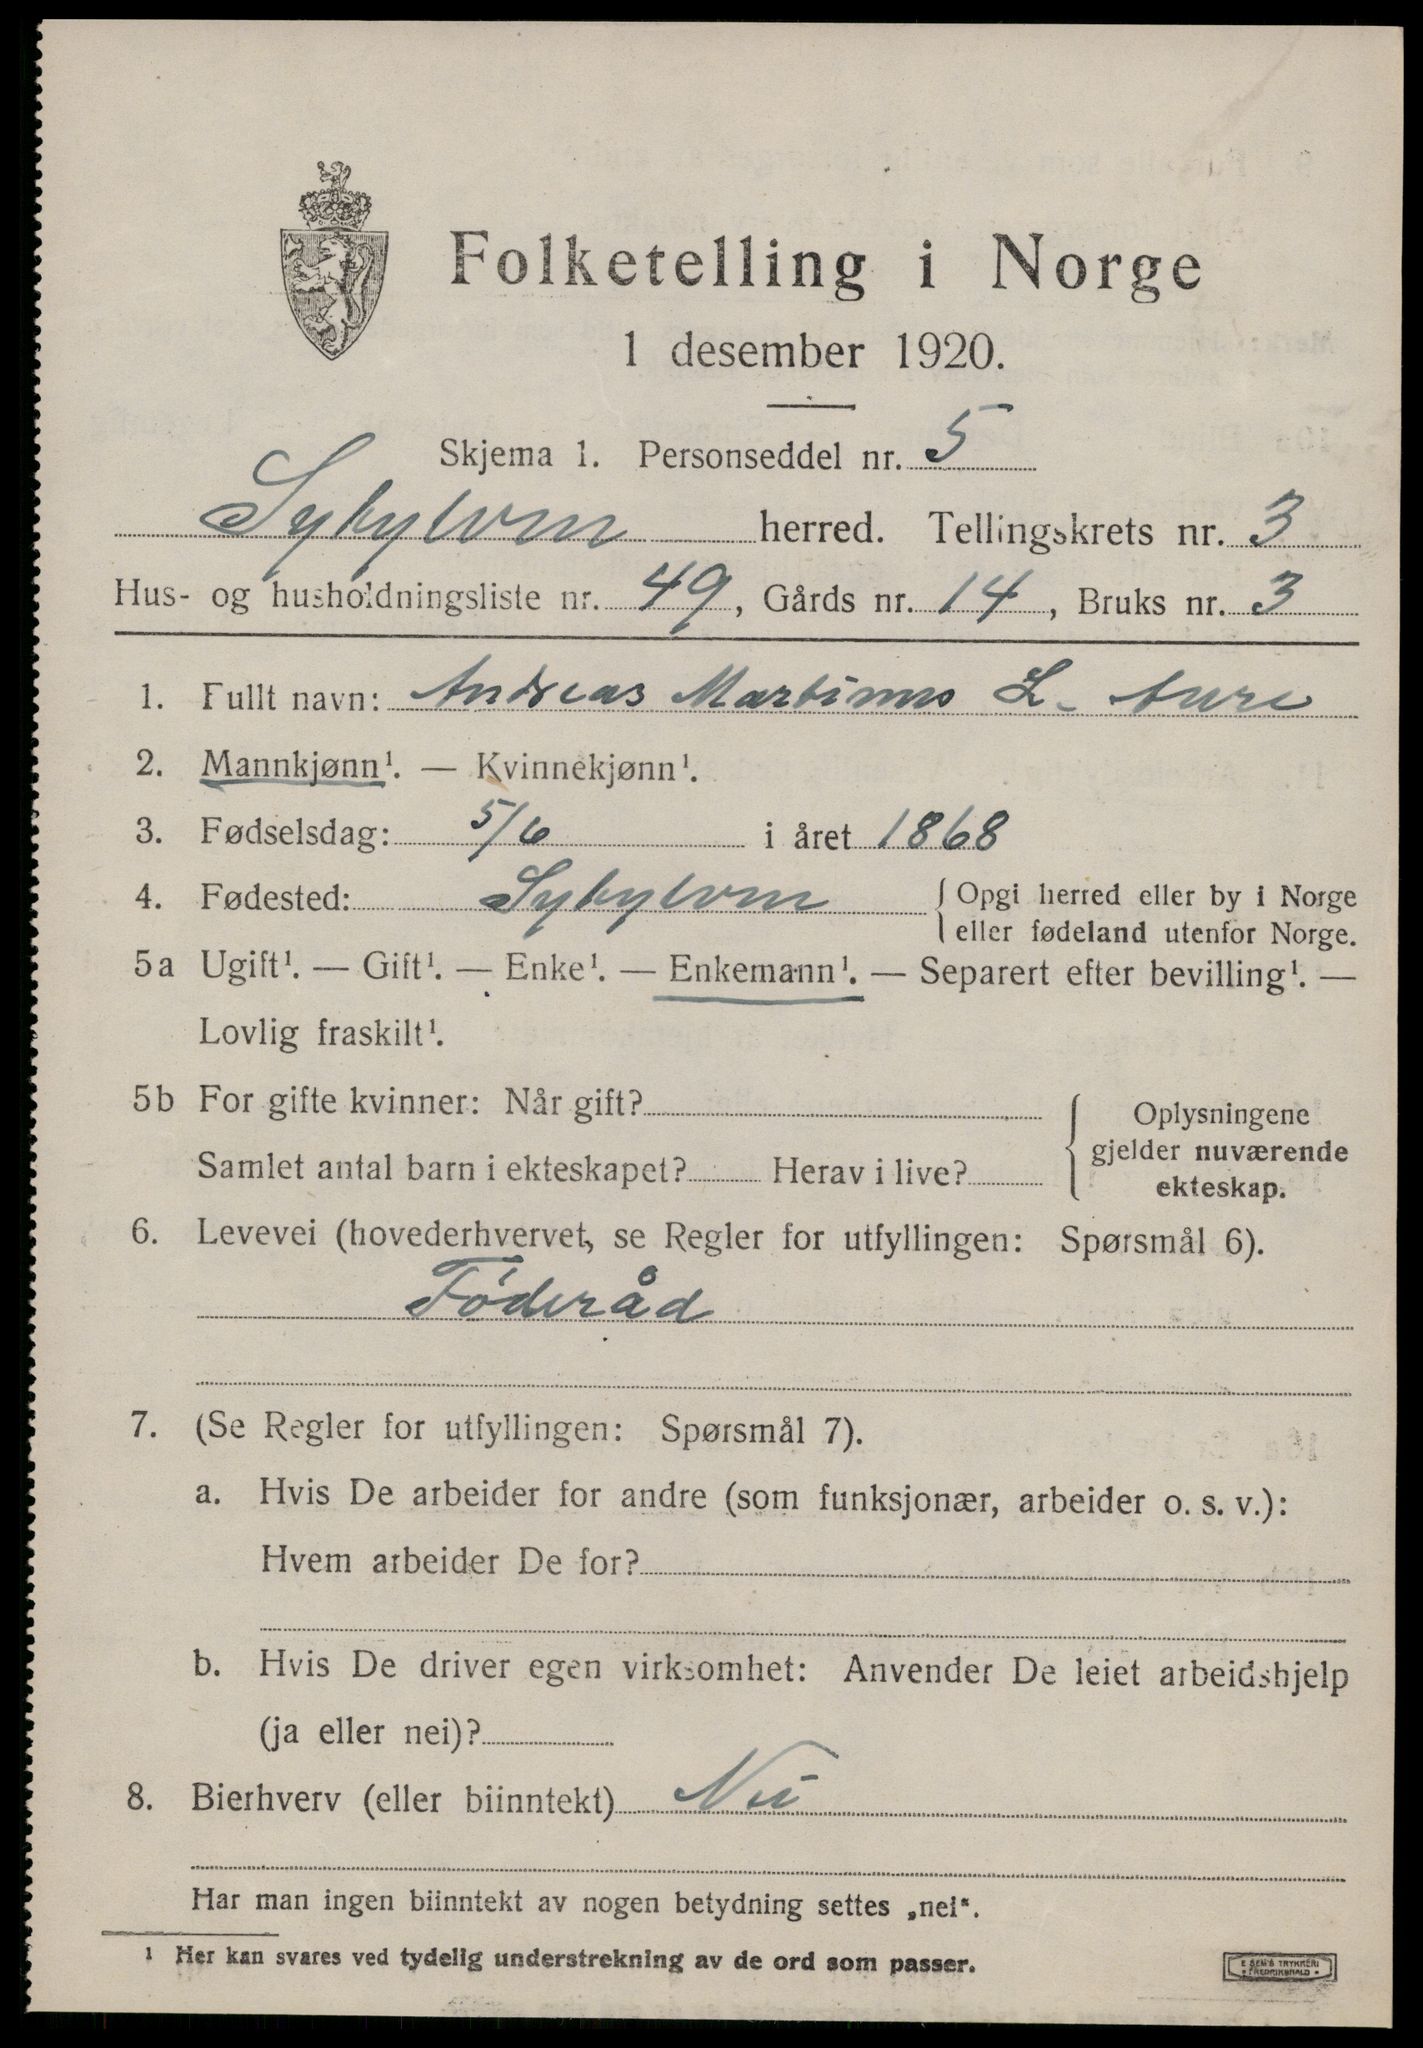 Folketelling i Norge
1 desember 1920.
Skjema 1. Personseddel nr. 5
Sykylven herred. Tellingskrets nr. 3
Hus- og husholdningsliste nr. 49, Gårds nr. 14, Bruks nr. 3
1. Fullt navn: Andreas Martinus L. Aure
2. Mannkjønn¹. — Kvinnekjønn¹.
3. Fødselsdag: 5/6 i året 1868
4. Fødested: Sykylven { Opgi herred eller by i Norge
eller fødeland utenfor Norge.
5a Ugift¹. — Gift¹. — Enke¹. — Enkemann¹. — Separert efter bevilling¹. —
Lovlig fraskilt¹.
5b For gifte kvinner: Når gift?
Samlet antal barn i ekteskapet? Herav i live?
{ Oplysningene
gjelder nuværende
ekteskap.
6. Levevei (hovederhvervet, se Regler for utfyllingen: Spørsmål 6).
Føderåd
7. (Se Regler for utfyllingen: Spørsmål 7).
a. Hvis De arbeider for andre (som funksjonær, arbeider o. s. v.):
Hvem arbeider De for?
b. Hvis De driver egen virksomhet: Anvender De leiet arbeidshjelp
(ja eller nei)?
8. Bierhverv (eller biinntekt) Nei
Har man ingen biinntekt av nogen betydning settes „nei“.
¹ Her kan svares ved tydelig understrekning av de ord som passer.
E SEM'S TRYKKERI
FREDRIKSHALD